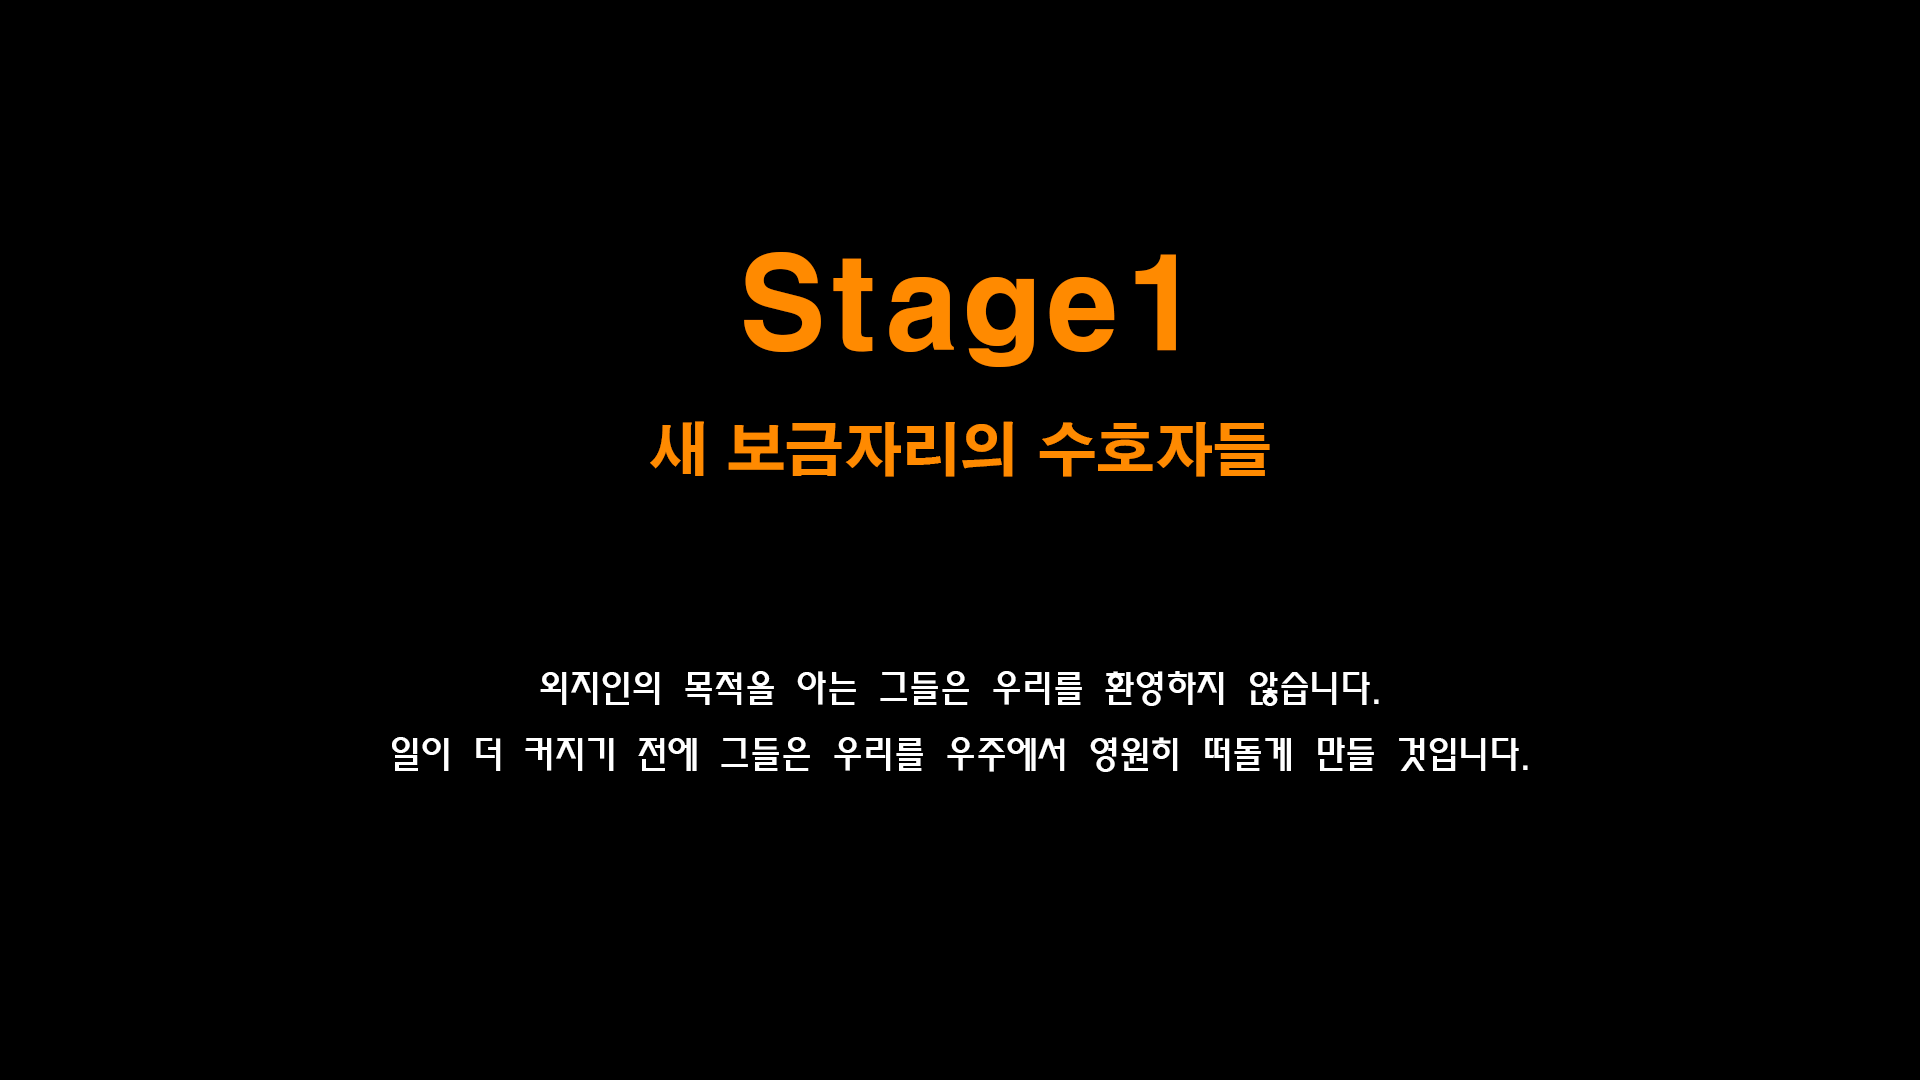 Stage1
새 보금자리의 수호자들
외지인의 목적을 아는 그들은 우리를 환영하지 않습니다.
일이 더 커지기 전에 그들은 우리를 우주에서 영원히 떠돌게 만들 것입니다.